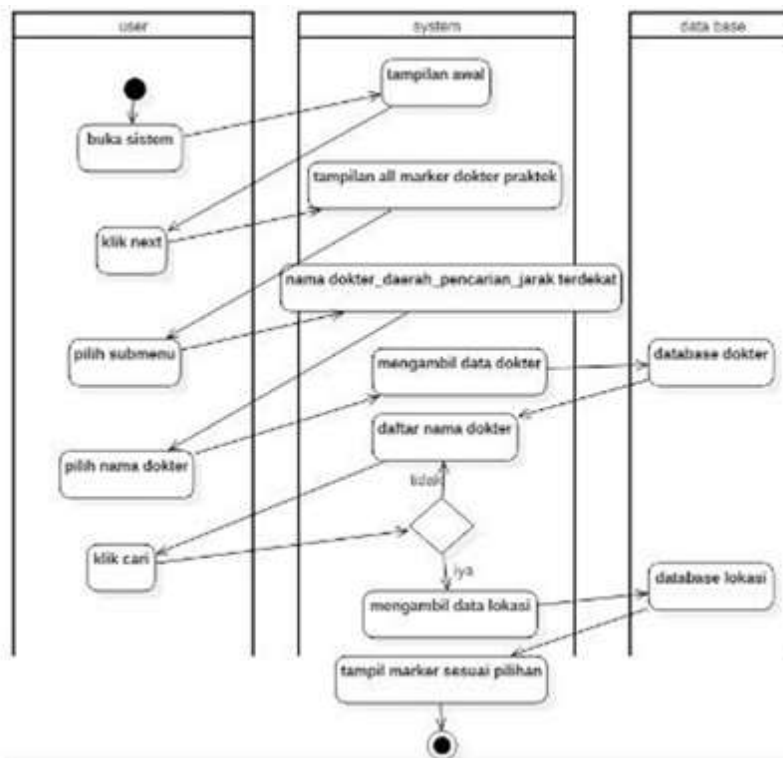 user
system
data base
tampilan awal
buka sistem
tampilan all marker dokter praktek
klik next
nama dokter_daerah_pencarian_jarak terdekat
pilih submenu
mengambil data dokter
database dokter
daftar nama dokter
pilih nama dokter
tidak
klik cari
iya
database lokasi
mengambil data lokasi
tampil marker sesuai pilihan